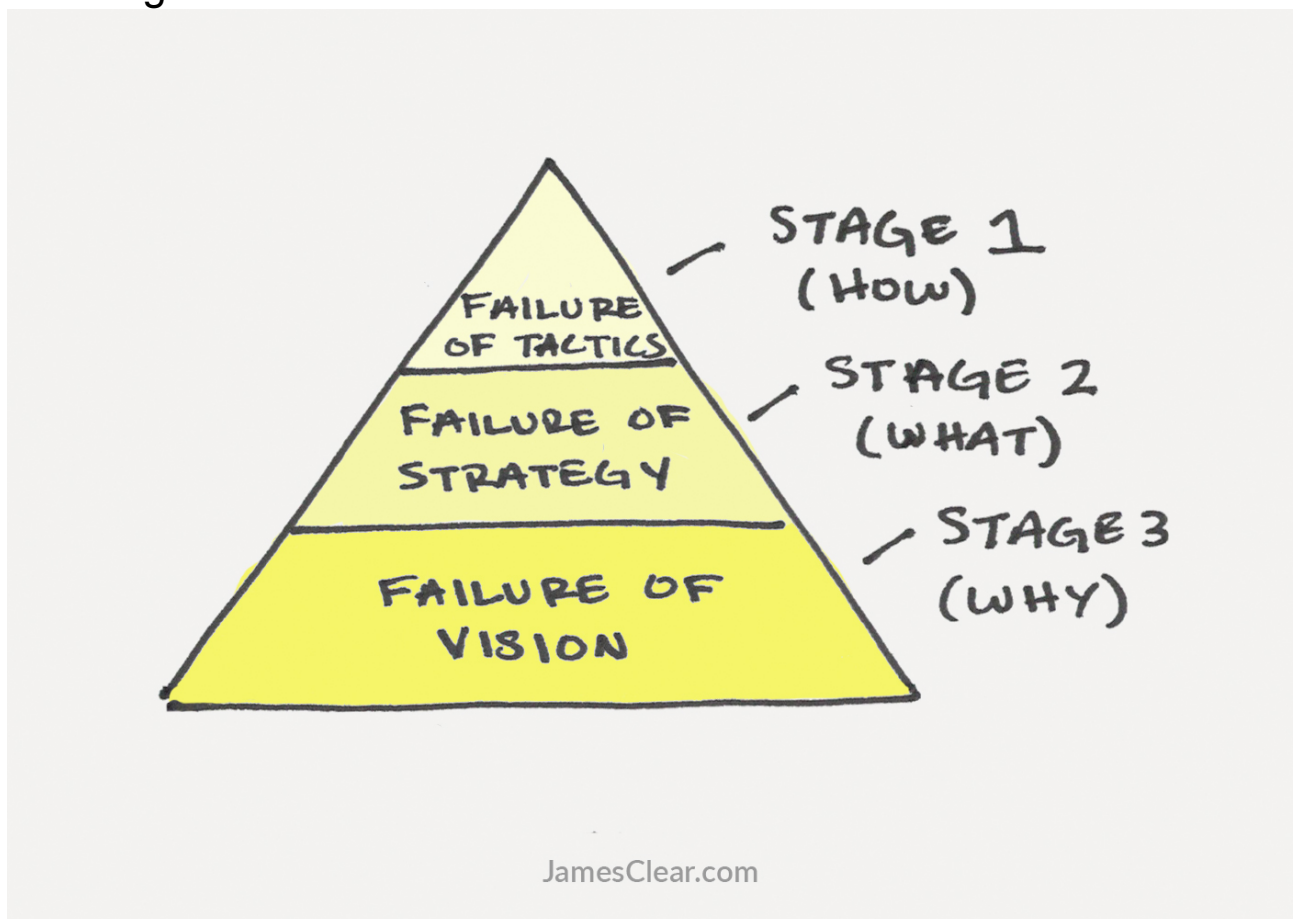 FAILURE
OF TACTICS
STAGE 1
(HOW)
FAILURE OF
STRATEGY
STAGE 2
(WHAT)
FAILURE OF
VISION
STAGE 3
(WHY)
JamesClear.com